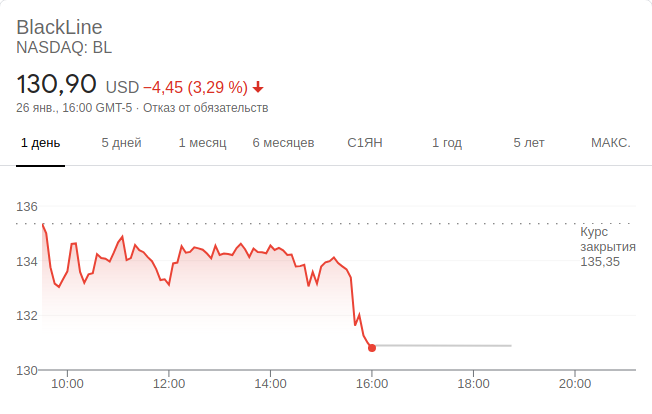 BlackLine
NASDAQ: BL
130,90 USD −4,45 (3,29 %)
26 янв., 16:00 GMT-5 · Отказ от обязательств
1 день 5 дней 1 месяц 6 месяцев С1ЯН 1 год 5 лет МАКС.
136
Курс
закрытия
135,35
134
132
130
10:00 12:00 14:00 16:00 18:00 20:00